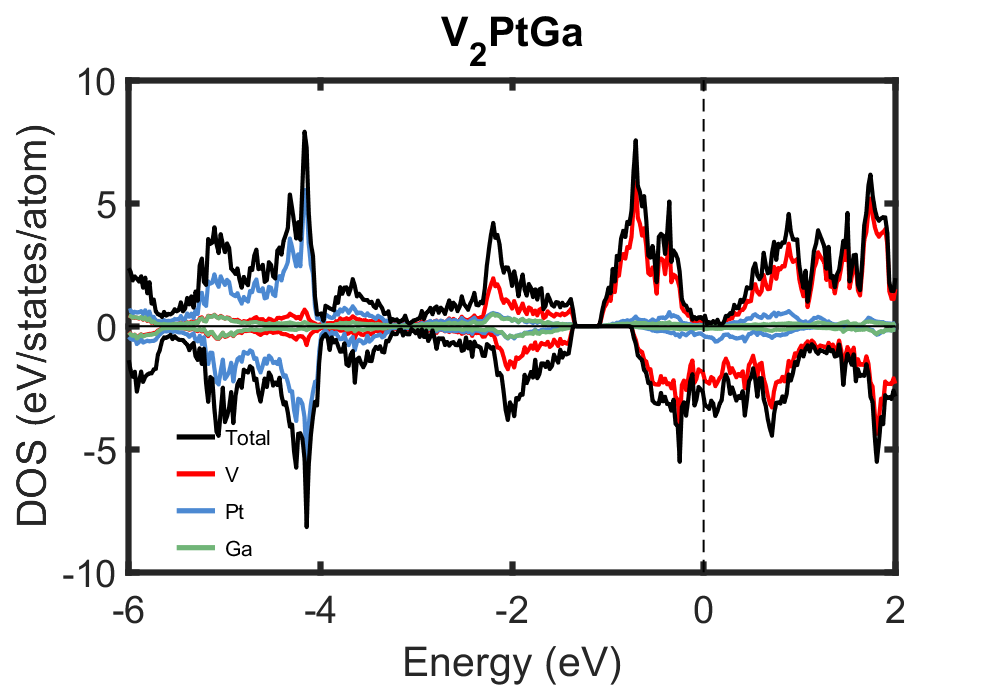 V2PtGa
DOS (eV/states/atom)
10
5
0
-5
-10
Total
V
Pt
Ga
-6 -4 -2 0 2
Energy (eV)